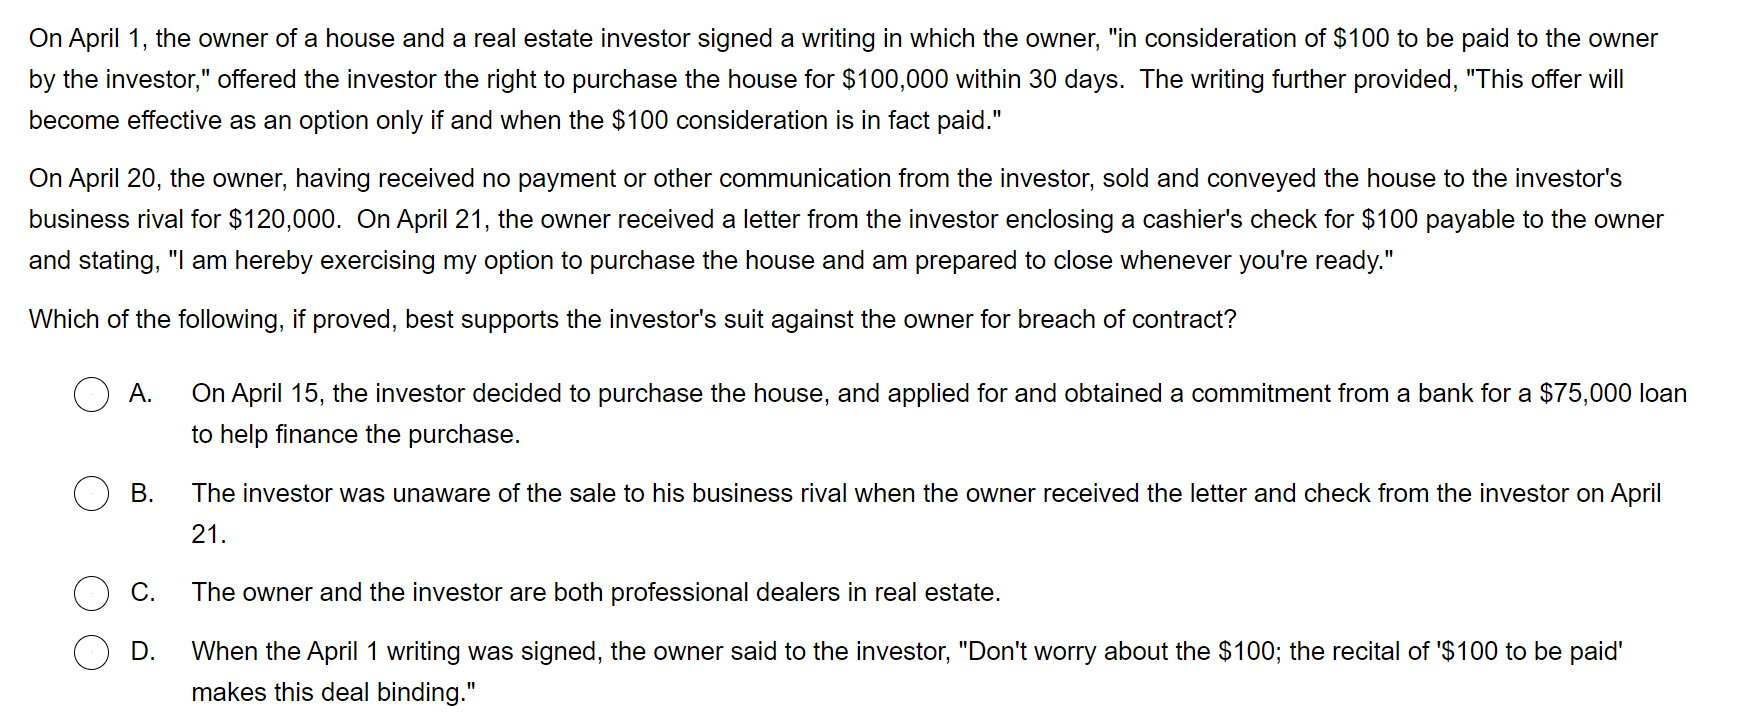 On April 1, the owner of a house and a real estate investor signed a writing in which the owner, "in consideration of $100 to be paid to the owner
by the investor," offered the investor the right to purchase the house for $100,000 within 30 days.  The writing further provided, "This offer will
become effective as an option only if and when the $100 consideration is in fact paid."
On April 20, the owner, having received no payment or other communication from the investor, sold and conveyed the house to the investor's
business rival for $120,000.  On April 21, the owner received a letter from the investor enclosing a cashier's check for $100 payable to the owner
and stating, "I am hereby exercising my option to purchase the house and am prepared to close whenever you're ready."
Which of the following, if proved, best supports the investor's suit against the owner for breach of contract?
A. On April 15, the investor decided to purchase the house, and applied for and obtained a commitment from a bank for a $75,000 loan
to help finance the purchase.
B. The investor was unaware of the sale to his business rival when the owner received the letter and check from the investor on April
21.
C. The owner and the investor are both professional dealers in real estate.
D. When the April 1 writing was signed, the owner said to the investor, "Don't worry about the $100; the recital of '$100 to be paid'
makes this deal binding."